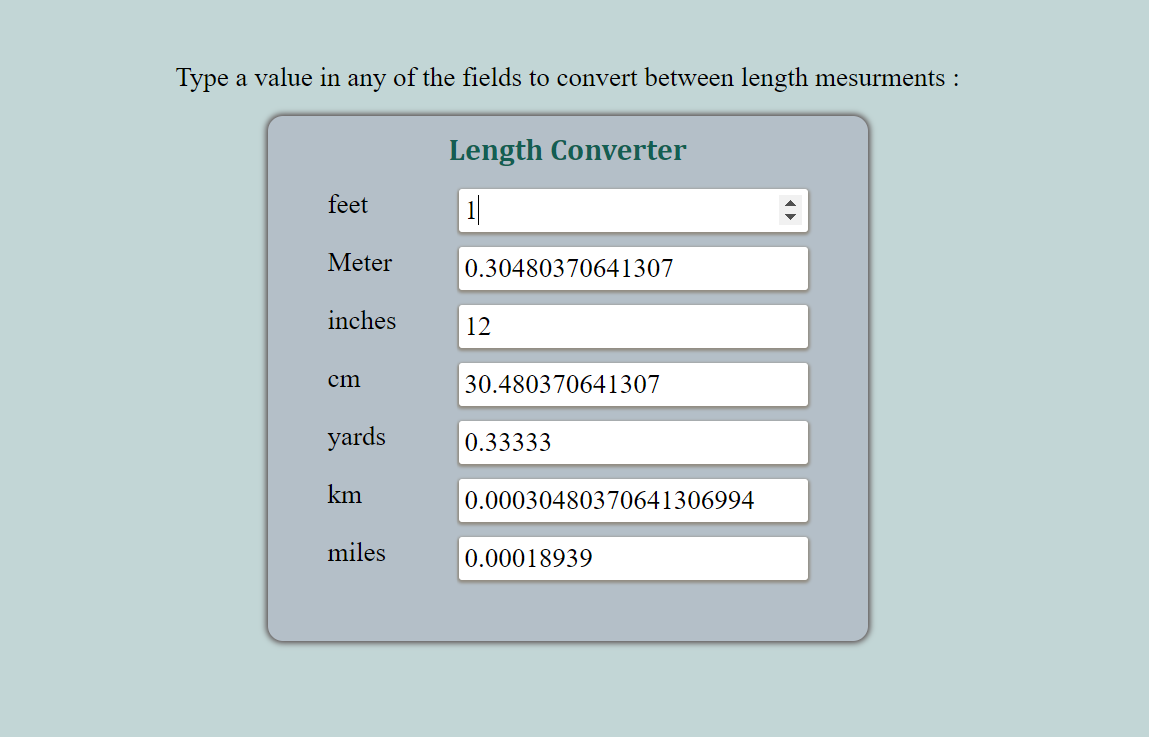 Type a value in any of the fields to convert between length mesurments :
Length Converter
feet 1
Meter 0.30480370641307
inches 12
cm 30.480370641307
yards 0.33333
km 0.00030480370641306994
miles 0.00018939